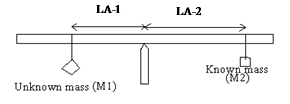 LA-1 LA-2
Unknown mass (M1)
Known mass
(M2)